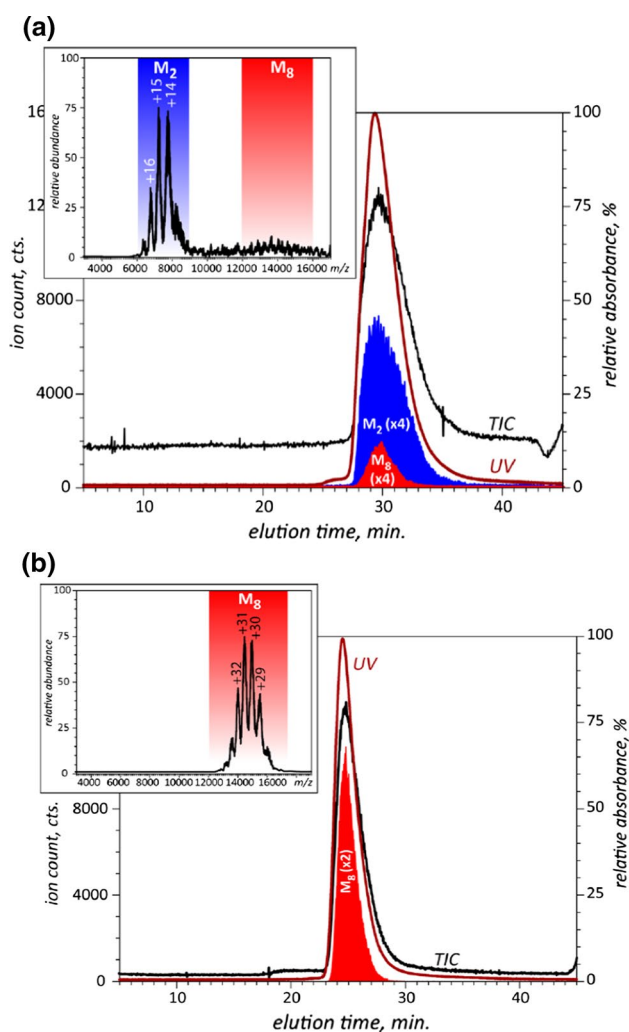 (a)
100
75
50
25
0
relative abundance
M2
M8
+16
+15
+14
4000 6000 8000 10000 12000 14000 16000 m/z
16
12
8000
4000
0
ion count, cts.
100
75
50
25
0
relative absorbance, %
TIC
UV
M2 (x4)
M8
(x4)
10 20 30 40
elution time, min.
(b)
100
75
50
25
0
relative abundance
M8
+32
+31
+30
+29
4000 6000 8000 10000 12000 14000 16000 m/z
8000
4000
0
ion count, cts.
100
75
50
25
0
relative absorbance, %
UV
M8 (x2)
TIC
10 20 30 40
elution time, min.